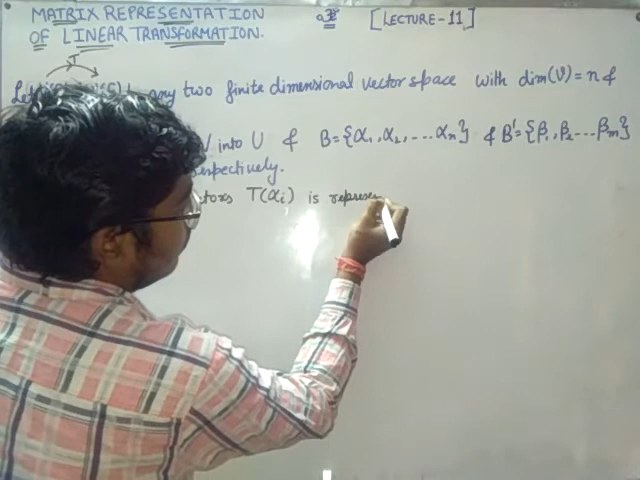 MATRIX REPRESENTATION [LECTURE-11]
OF LINEAR TRANSFORMATION.
T
any two finite dimensional vector space with dim(V) = n &
into U & B = {α₁, α₂, ... αₙ} & B' = {β₁, β₂ ... βₘ}
respectively.
T(αᵢ) is represe